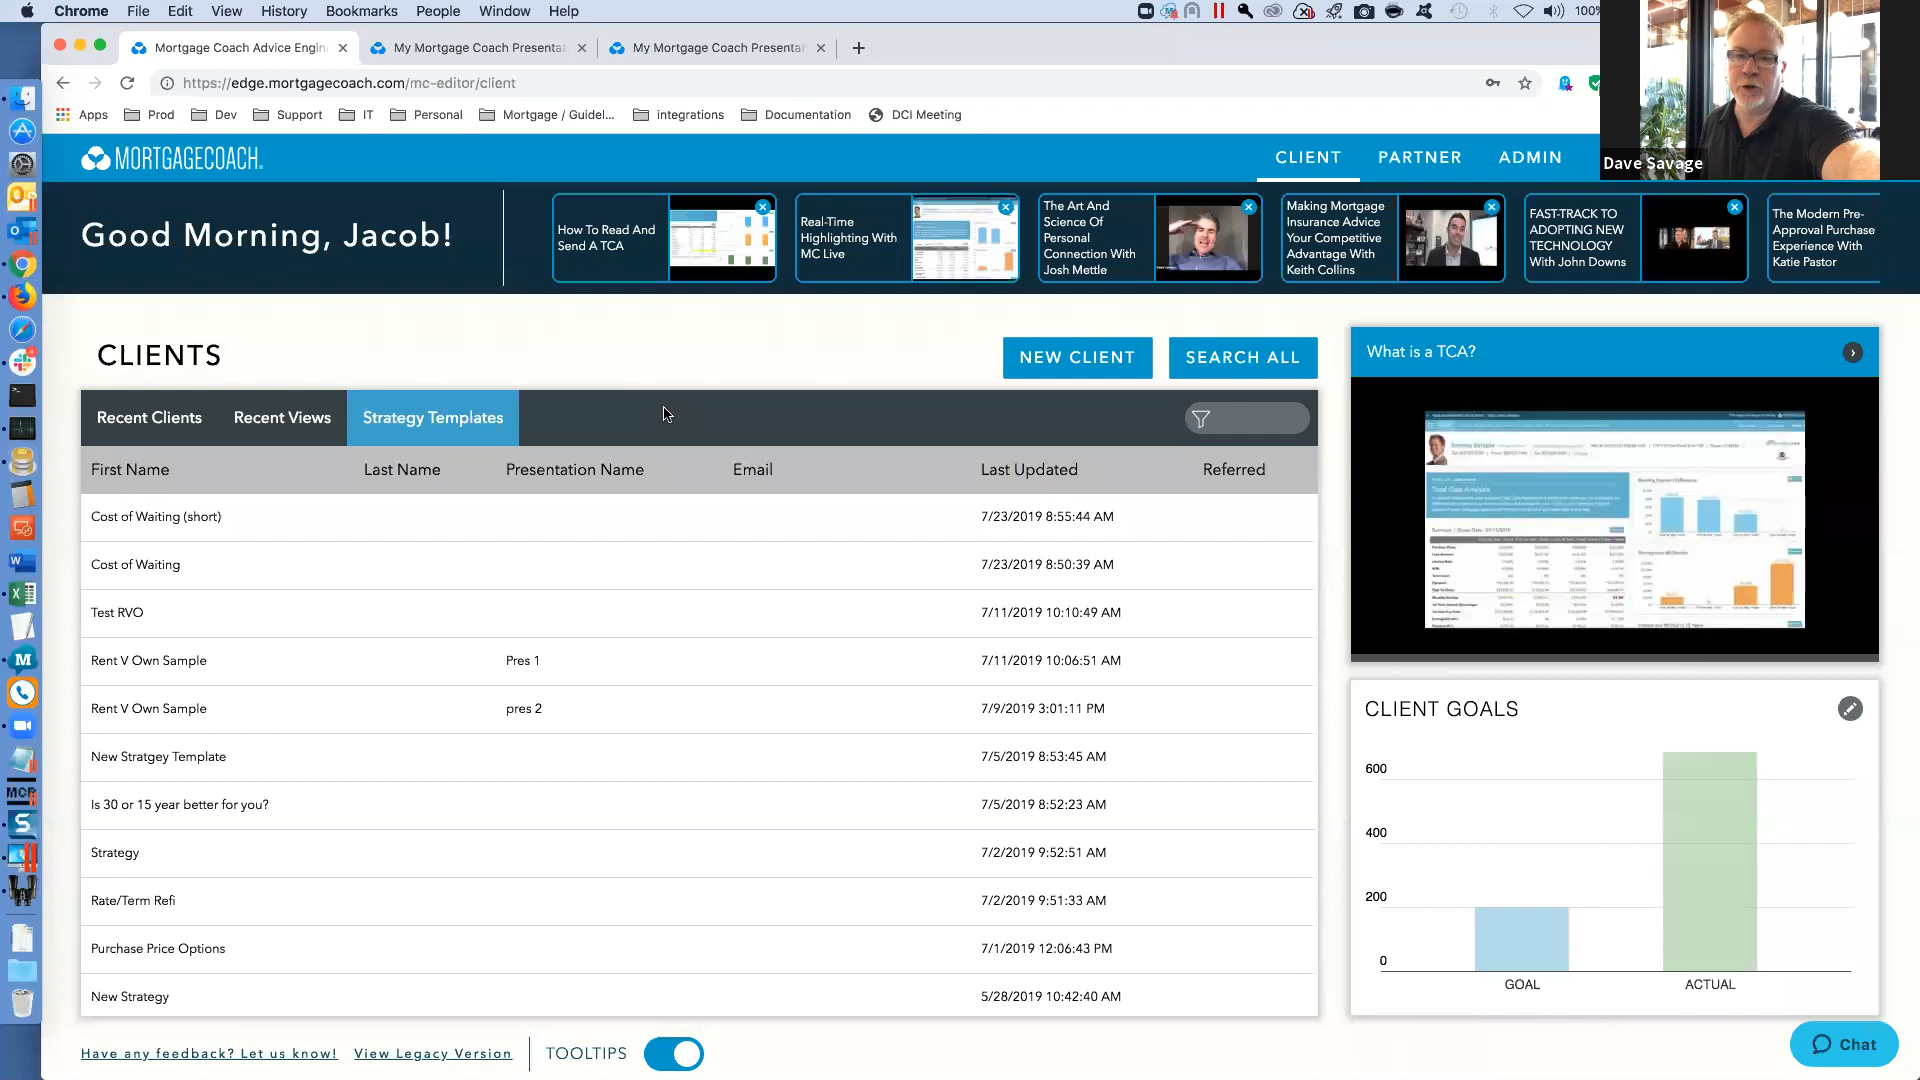 Chrome File Edit View History Bookmarks People Window Help
100%
Mortgage Coach Advice Engin
My Mortgage Coach Presentat
My Mortgage Coach Presentat
https://edge.mortgagecoach.com/mc-editor/client
Apps Prod Dev Support IT Personal Mortgage / Guidel... integrations Documentation DCI Meeting
Dave Savage
MORTGAGECOACH.
CLIENT PARTNER ADMIN
Good Morning, Jacob!
How To Read And
Send A TCA
Real-Time
Highlighting With
MC Live
The Art And
Science Of
Personal
Connection With
Josh Mettle
Making Mortgage
Insurance Advice
Your Competitive
Advantage With
Keith Collins
FAST-TRACK TO
ADOPTING NEW
TECHNOLOGY
With John Downs
The Modern Pre-
Approval Purchase
Experience With
Katie Pastor
CLIENTS
NEW CLIENT
SEARCH ALL
Recent Clients Recent Views Strategy Templates
First Name Last Name Presentation Name Email Last Updated Referred
Cost of Waiting (short) 7/23/2019 8:55:44 AM
Cost of Waiting 7/23/2019 8:50:39 AM
Test RVO 7/11/2019 10:10:49 AM
Rent V Own Sample Pres 1 7/11/2019 10:06:51 AM
Rent V Own Sample pres 2 7/9/2019 3:01:11 PM
New Stratgey Template 7/5/2019 8:53:45 AM
Is 30 or 15 year better for you? 7/5/2019 8:52:23 AM
Strategy 7/2/2019 9:52:51 AM
Rate/Term Refi 7/2/2019 9:51:33 AM
Purchase Price Options 7/1/2019 12:06:43 PM
New Strategy 5/28/2019 10:42:40 AM
What is a TCA?
Total Cost Analysis
CLIENT GOALS
600
400
200
0
GOAL ACTUAL
Have any feedback? Let us know! View Legacy Version TOOLTIPS
Chat